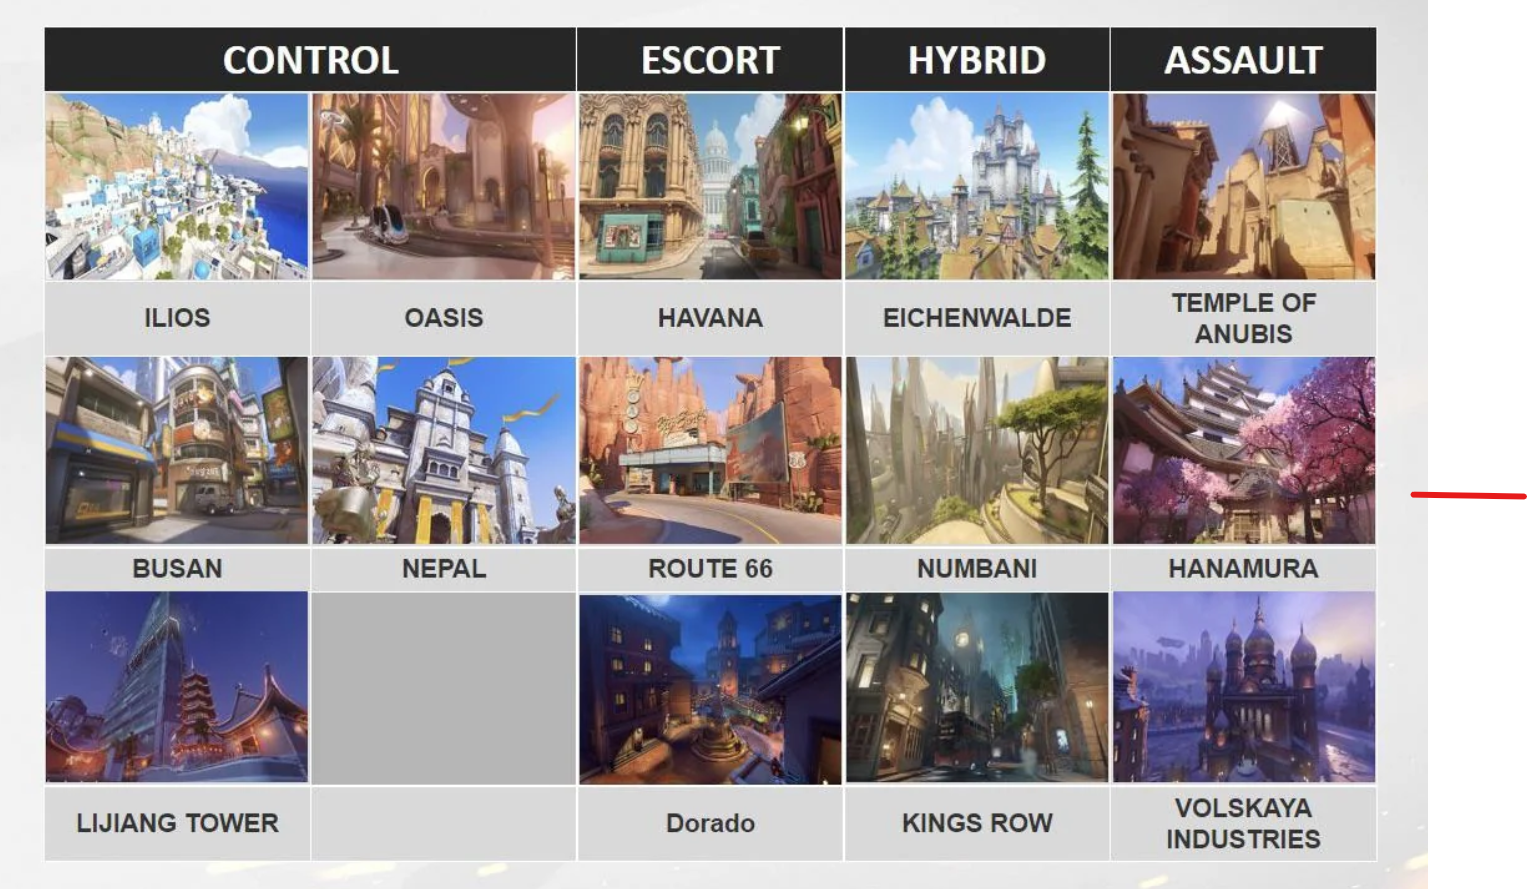 CONTROL
ESCORT
HYBRID
ASSAULT
ILIOS
OASIS
HAVANA
EICHENWALDE
TEMPLE OF
ANUBIS
BUSAN
NEPAL
ROUTE 66
NUMBANI
HANAMURA
LIJIANG TOWER
Dorado
KINGS ROW
VOLSKAYA
INDUSTRIES